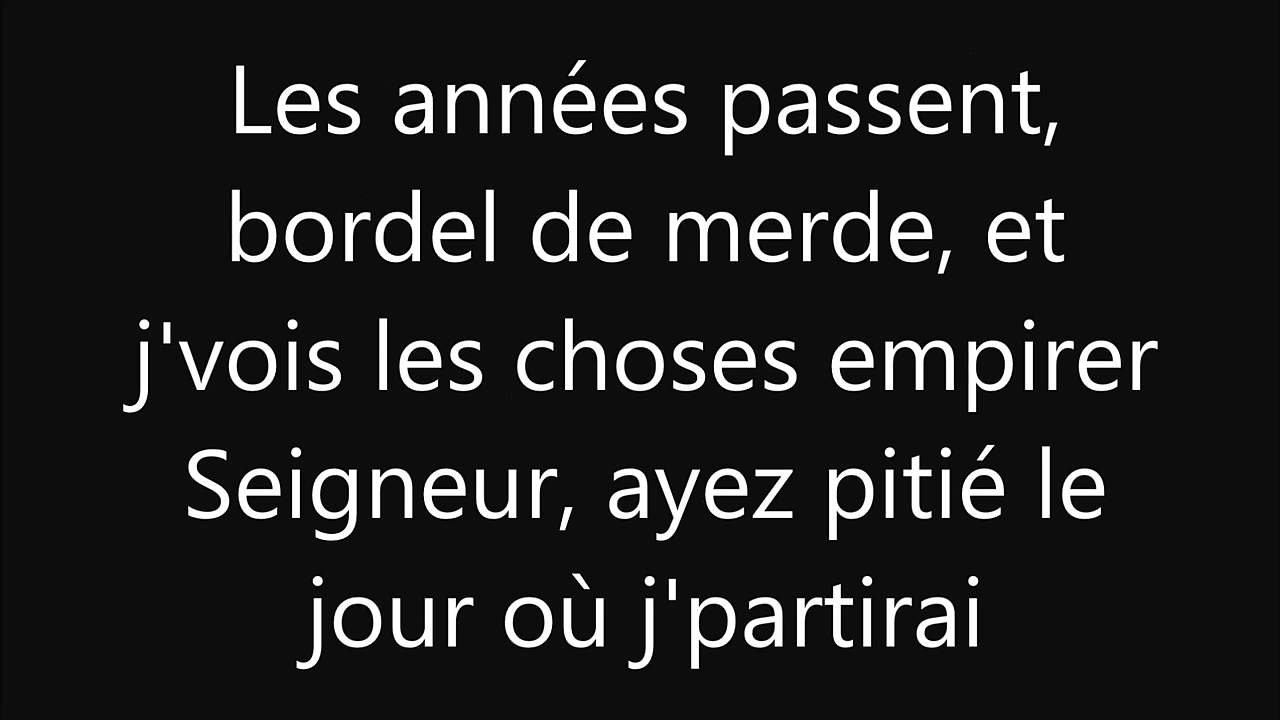 Les années passent,
bordel de merde, et
j'vois les choses empirer
Seigneur, ayez pitié le
jour où j'partirai